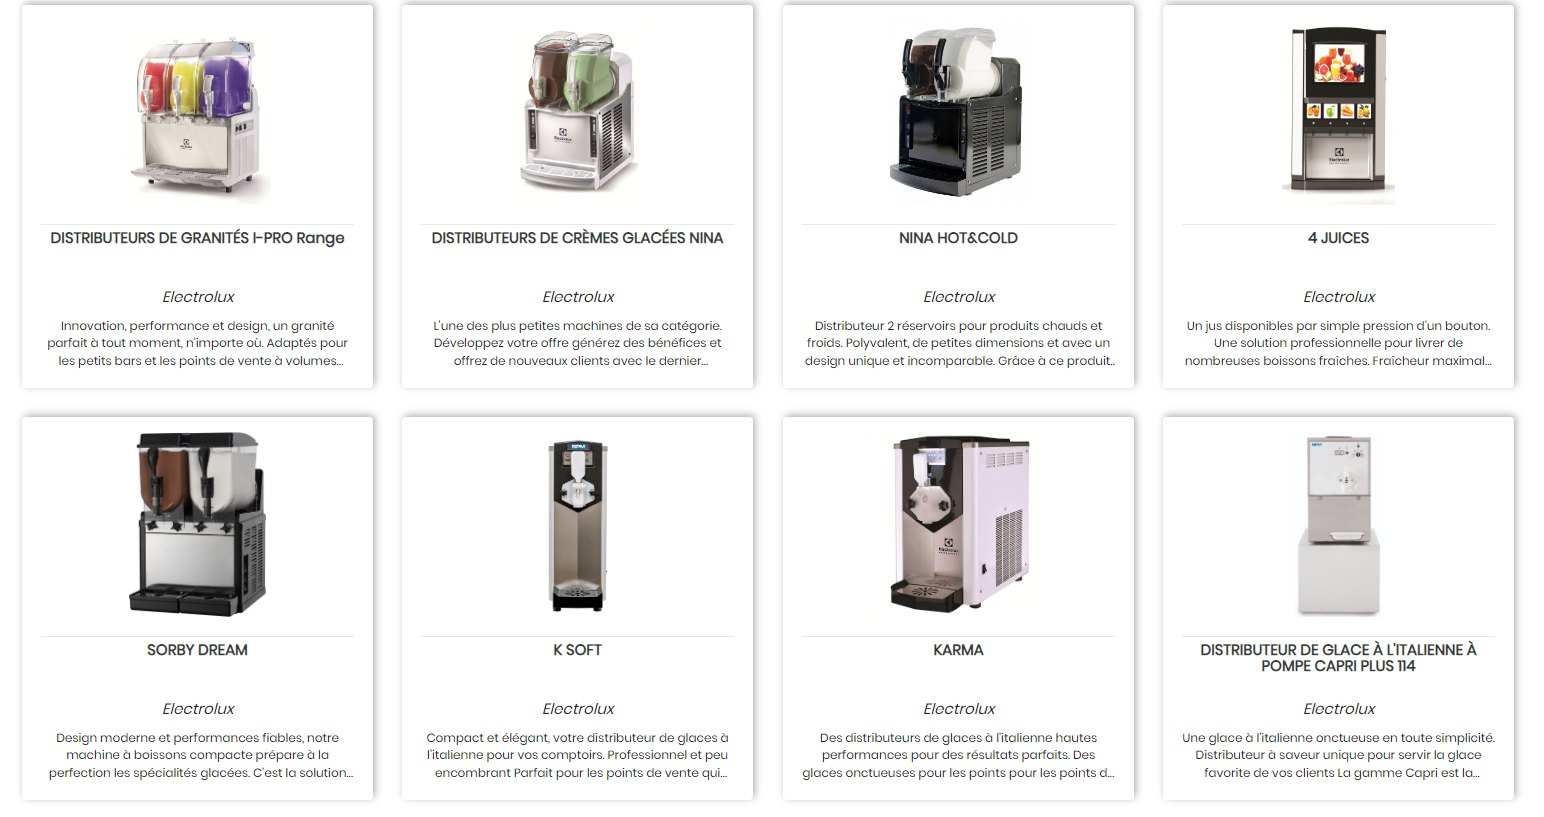 DISTRIBUTEURS DE GRANITÉS I-PRO Range
Electrolux
Innovation, performance et design, un granité
parfait à tout moment, n'importe où. Adaptés pour
les petits bars et les points de vente à volumes...
DISTRIBUTEURS DE CRÈMES GLACÉES NINA
Electrolux
L'une des plus petites machines de sa catégorie.
Développez votre offre générez des bénéfices et
offrez de nouveaux clients avec le dernier...
NINA HOT&COLD
Electrolux
Distributeur 2 réservoirs pour produits chauds et
froids. Polyvalent, de petites dimensions et avec un
design unique et incomparable. Grâce à ce produit..
4 JUICES
Electrolux
Un jus disponibles par simple pression d'un bouton.
Une solution professionnelle pour livrer de
nombreuses boissons fraîches. Fraîcheur maximal...
SORBY DREAM
Electrolux
Design moderne et performances fiables, notre
machine à boissons compacte prépare à la
perfection les spécialités glacées. C'est la solution...
K SOFT
Electrolux
Compact et élégant, votre distributeur de glaces à
l'italienne pour vos comptoirs. Professionnel et peu
encombrant Parfait pour les points de vente qui...
KARMA
Electrolux
Des distributeurs de glaces à l'italienne hautes
performances pour des résultats parfaits. Des
glaces onctueuses pour les points pour les points d...
DISTRIBUTEUR DE GLACE À L'ITALIENNE À
POMPE CAPRI PLUS 114
Electrolux
Une glace à l'italienne onctueuse en toute simplicité.
Distributeur à saveur unique pour servir la glace
favorite de vos clients La gamme Capri est la...